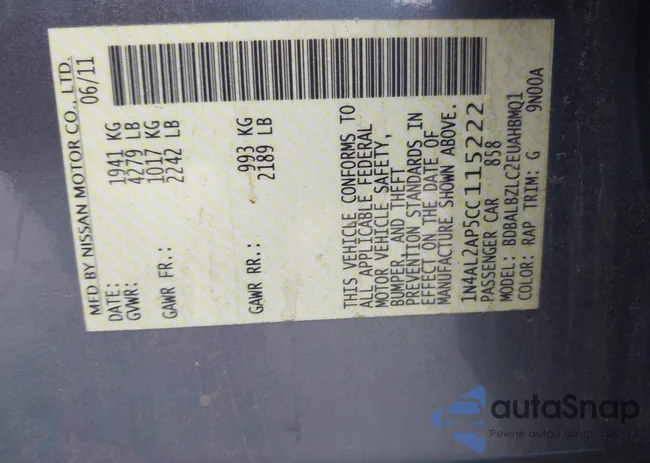 MFD BY NISSAN MOTOR CO., LTD.
DATE: 06/11
GVWR: 1941 KG
4279 LB
GAWR FR.: 1017 KG
2242 LB
GAWR RR.: 993 KG
2189 LB
THIS VEHICLE CONFORMS TO
ALL APPLICABLE FEDERAL
MOTOR VEHICLE SAFETY,
BUMPER, AND THEFT
PREVENTION STANDARDS IN
EFFECT ON THE DATE OF
MANUFACTURE SHOWN ABOVE.
1N4AL2AP5CC115222
PASSENGER CAR 858
MODEL: BDBALBZLC2EUAHBMQ1
COLOR: RAP TRIM: G 9N00A
autaSnap
Pewne auta z